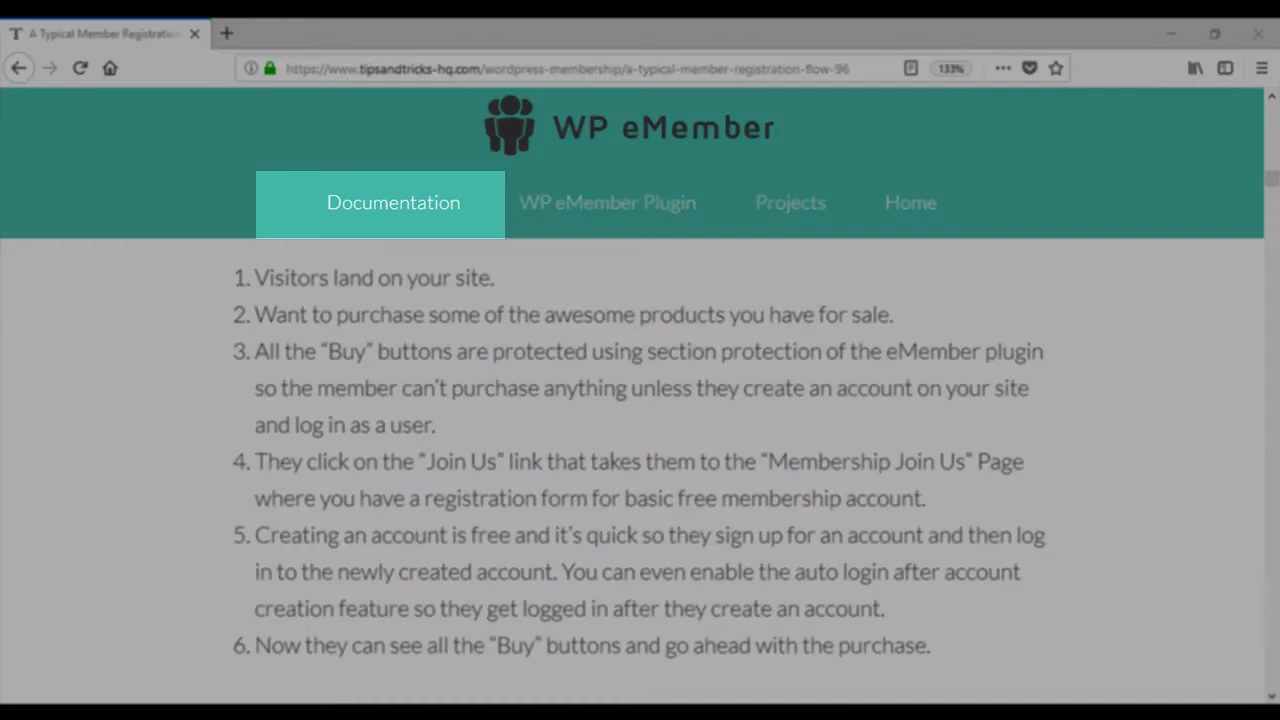 A Typical Member Registratio
https://www.tipsandtricks-hq.com/wordpress-membership/a-typical-member-registration-flow-96
133%
WP eMember
Documentation WP eMember Plugin Projects Home
1. Visitors land on your site.
2. Want to purchase some of the awesome products you have for sale.
3. All the “Buy” buttons are protected using section protection of the eMember plugin
so the member can’t purchase anything unless they create an account on your site
and log in as a user.
4. They click on the “Join Us” link that takes them to the “Membership Join Us” Page
where you have a registration form for basic free membership account.
5. Creating an account is free and it’s quick so they sign up for an account and then log
in to the newly created account. You can even enable the auto login after account
creation feature so they get logged in after they create an account.
6. Now they can see all the “Buy” buttons and go ahead with the purchase.